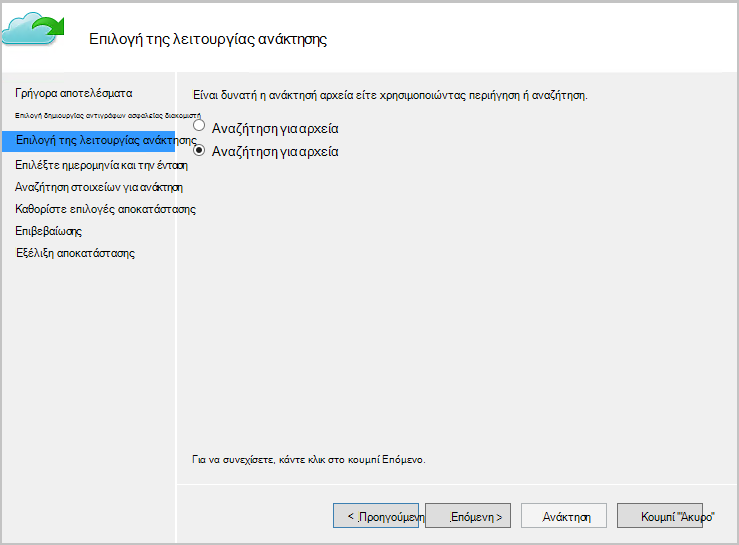 Επιλογή της λειτουργίας ανάκτησης
Γρήγορα αποτελέσματα
Επιλογή δημιουργίας αντιγράφων ασφαλείας διακομιστή
Επιλογή της λειτουργίας ανάκτησης
Επιλέξτε ημερομηνία και την ένταση
Αναζήτηση στοιχείων για ανάκτηση
Καθορίστε επιλογές αποκατάστασης
Επιβεβαίωσης
Εξέλιξη αποκατάστασης
Είναι δυνατή η ανάκτησή αρχεία είτε χρησιμοποιώντας περιήγηση ή αναζήτηση.
Αναζήτηση για αρχεία
Αναζήτηση για αρχεία
Για να συνεχίσετε, κάντε κλικ στο κουμπί Επόμενο.
< Προηγούμενη Επόμενη > Ανάκτηση Κουμπί "Άκυρο"